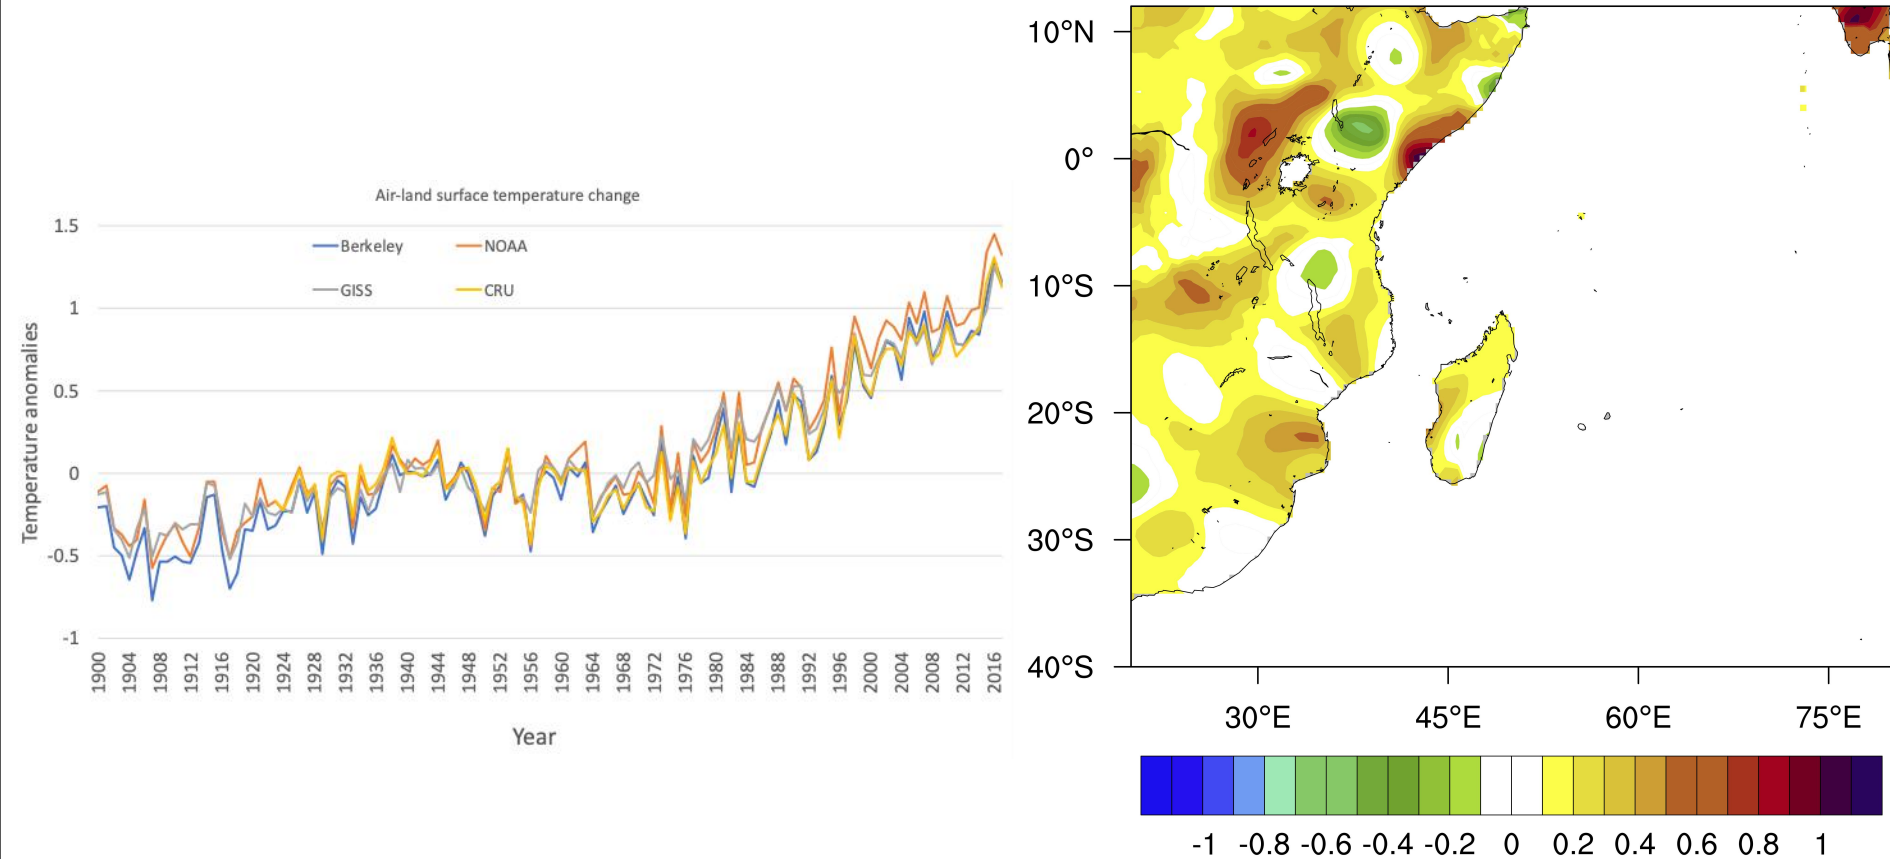 Air-land surface temperature change
Temperature anomalies
1.5
1
0.5
0
-0.5
-1
Berkeley
NOAA
GISS
CRU
1900 1904 1908 1912 1916 1920 1924 1928 1932 1936 1940 1944 1948 1952 1956 1960 1964 1968 1972 1976 1980 1984 1988 1992 1996 2000 2004 2008 2012 2016
Year
10°N
0°
10°S
20°S
30°S
40°S
30°E 45°E 60°E 75°E
-1 -0.8 -0.6 -0.4 -0.2 0 0.2 0.4 0.6 0.8 1